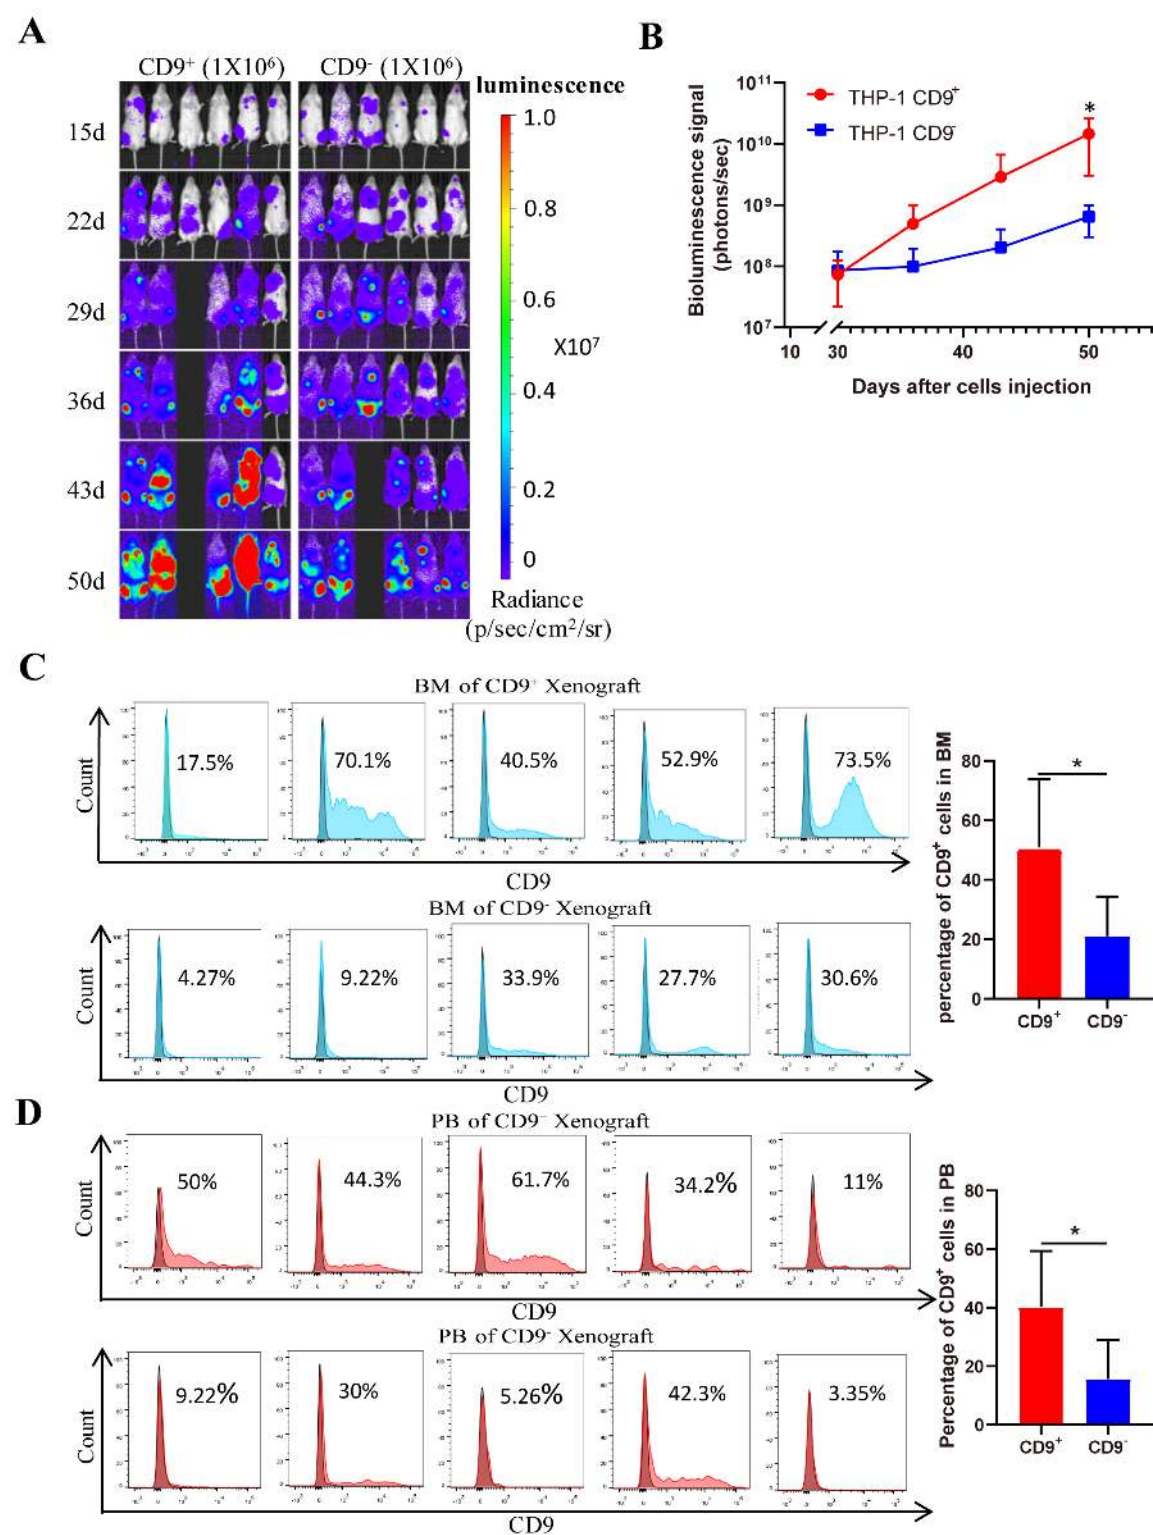 A
CD9⁺ (1X10⁶) CD9⁻ (1X10⁶)
luminescence
15d
22d
29d
36d
43d
50d
1.0
0.8
0.6
X10⁷
0.4
0.2
0
Radiance
(p/sec/cm²/sr)
B
THP-1 CD9⁺
THP-1 CD9⁻
*
Bioluminescence signal
(photons/sec)
10¹¹
10¹⁰
10⁹
10⁸
10⁷
10 30 40 50
Days after cells injection
C
BM of CD9⁺ Xenograft
Count
17.5% 70.1% 40.5% 52.9% 73.5%
CD9
BM of CD9⁻ Xenograft
Count
4.27% 9.22% 33.9% 27.7% 30.6%
CD9
percentage of CD9⁺ cells in BM
80
60
40
20
0
*
CD9⁺ CD9⁻
D
PB of CD9⁻ Xenograft
Count
50% 44.3% 61.7% 34.2% 11%
CD9
PB of CD9⁻ Xenograft
Count
9.22% 30% 5.26% 42.3% 3.35%
CD9
Percentage of CD9⁺ cells in PB
80
60
40
20
0
*
CD9⁺ CD9⁻